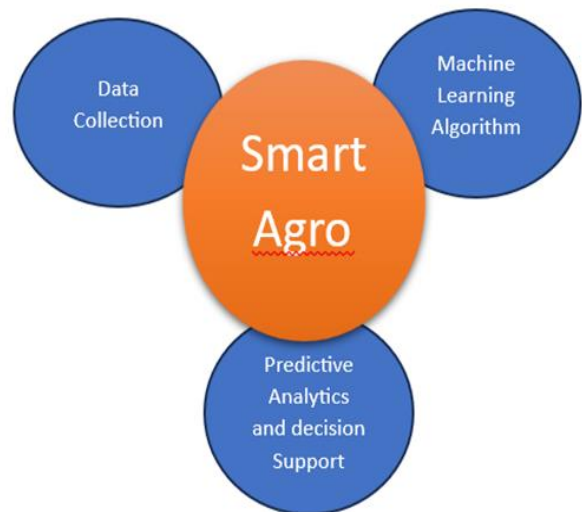 Data
Collection
Machine
Learning
Algorithm
Smart
Agro
Predictive
Analytics
and decision
Support